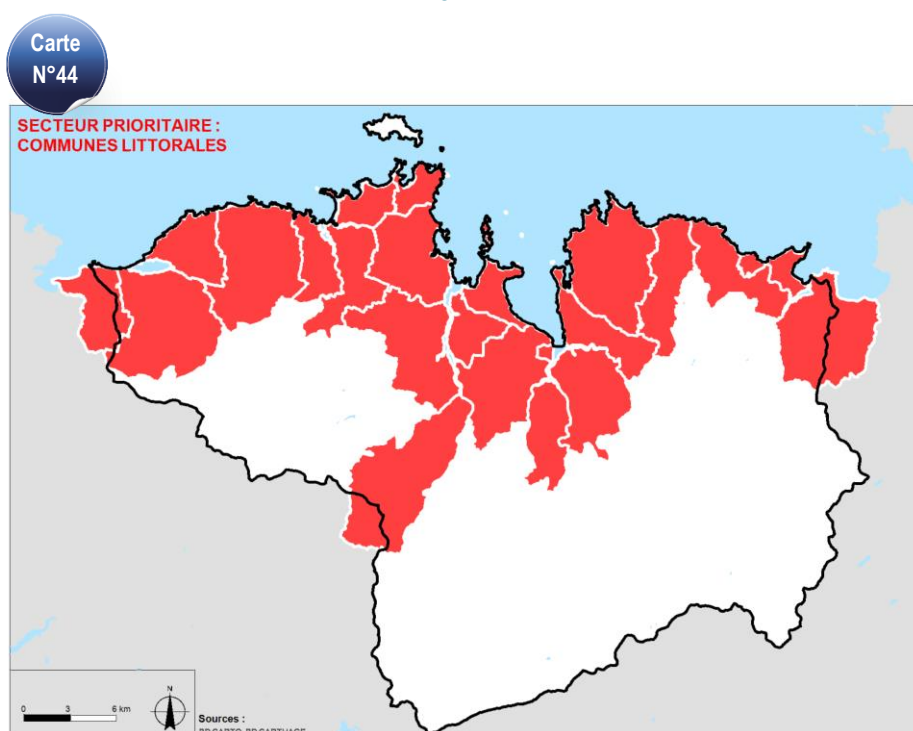 Carte
N°44
SECTEUR PRIORITAIRE :
COMMUNES LITTORALES
N
0 3 6 km
Sources :